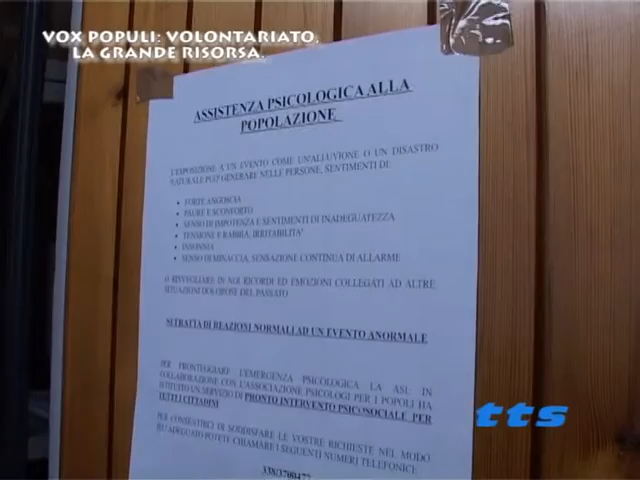 VOX POPULI: VOLONTARIATO,
LA GRANDE RISORSA.
ASSISTENZA PSICOLOGICA ALLA
POPOLAZIONE
L'ESPOSIZIONE A UN EVENTO COME UN'ALLUVIONE O UN DISASTRO
NATURALE PUO' GENERARE NELLE PERSONE, SENTIMENTI DI:
• FORTE ANGOSCIA
• PAURE E SCONFORTO
• SENSO DI IMPOTENZA E SENTIMENTI DI INADEGUATEZZA
• TENSIONE E RABBIA, IRRITABILITA'
• INSONNIA
• SENSO DI MINACCIA, SENSAZIONE CONTINUA DI ALLARME
O RISVEGLIARE IN NOI RICORDI ED EMOZIONI COLLEGATI AD ALTRE
SITUAZIONI DOLOROSE DEL PASSATO
SI TRATTA DI REAZIONI NORMALI AD UN EVENTO ANORMALE
PER FRONTEGGIARE L'EMERGENZA PSICOLOGICA LA ASL IN
COLLABORAZIONE CON L'ASSOCIAZIONE PSICOLOGI PER I POPOLI HA
ISTITUITO UN SERVIZIO DI PRONTO INTERVENTO PSICOSOCIALE PER
TUTTI I CITTADINI
PER CONSENTIRCI DI SODDISFARE LE VOSTRE RICHIESTE NEL MODO
PIU' ADEGUATO POTETE CHIAMARE I SEGUENTI NUMERI TELEFONICI:
tts